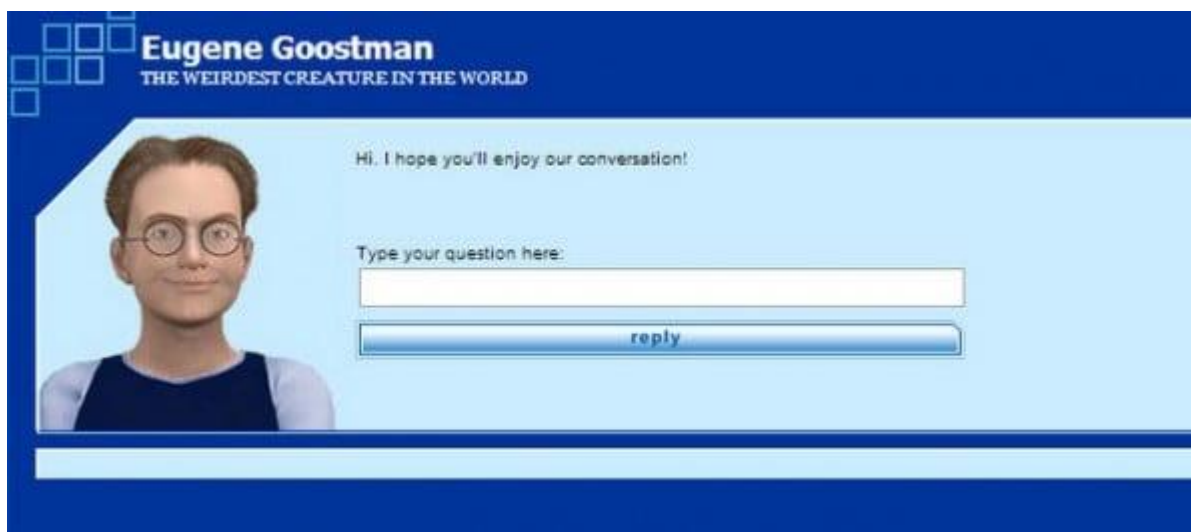 Eugene Goostman
THE WEIRDEST CREATURE IN THE WORLD
Hi. I hope you'll enjoy our conversation!
Type your question here:
reply